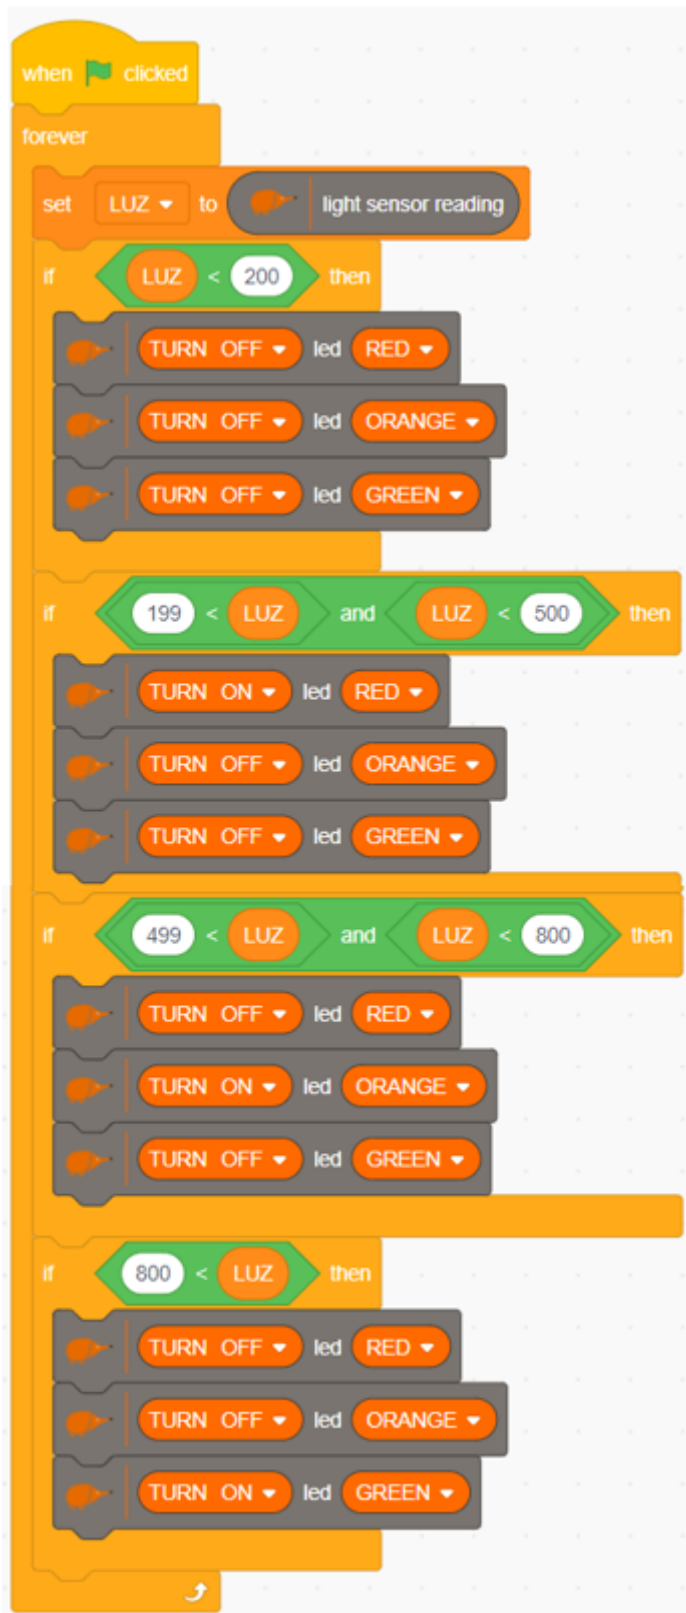 when clicked
forever
set LUZ to light sensor reading
if LUZ < 200 then
TURN OFF led RED
TURN OFF led ORANGE
TURN OFF led GREEN
if 199 < LUZ and LUZ < 500 then
TURN ON led RED
TURN OFF led ORANGE
TURN OFF led GREEN
if 499 < LUZ and LUZ < 800 then
TURN OFF led RED
TURN ON led ORANGE
TURN OFF led GREEN
if 800 < LUZ then
TURN OFF led RED
TURN OFF led ORANGE
TURN ON led GREEN